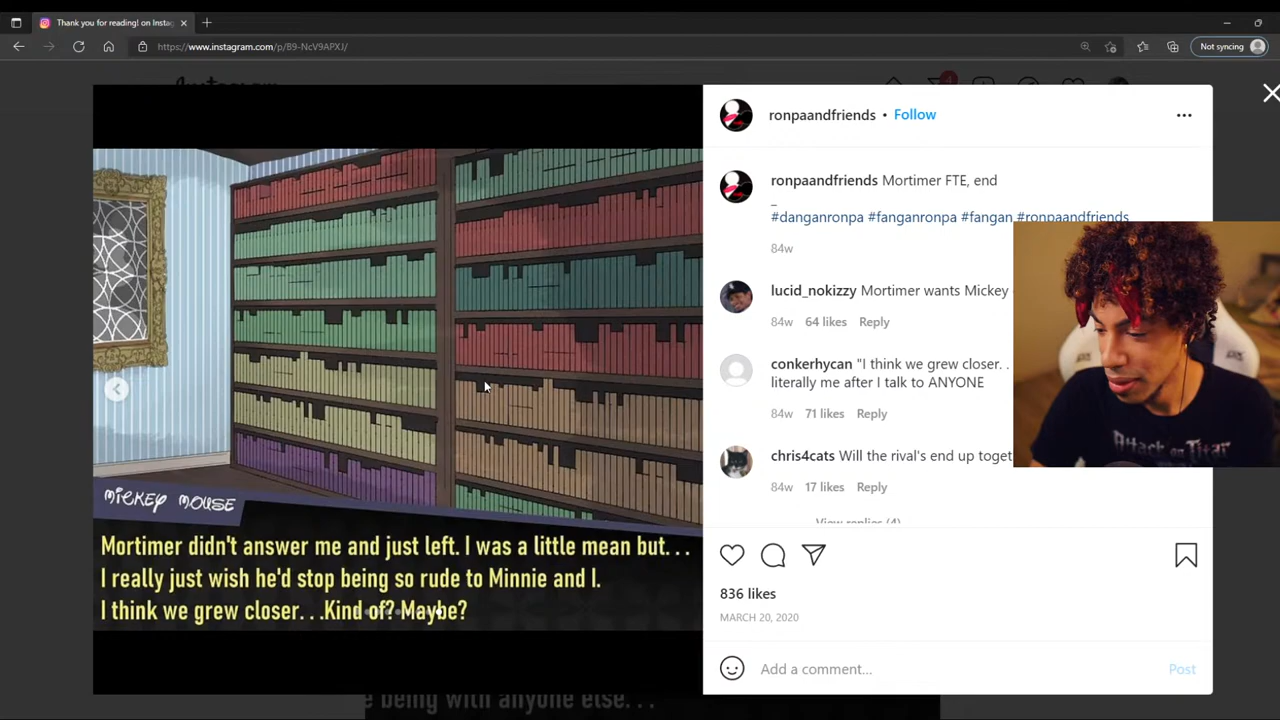 Thank you for reading! on Insta
https://www.instagram.com/p/B9-NcV9APXJ/
Not syncing
Instagram
4
ronpaandfriends • Follow
ronpaandfriends Mortimer FTE, end
_
#danganronpa #fanganronpa #fangan #ronpaandfriends
84w
lucid_nokizzy Mortimer wants Mickey
84w 64 likes Reply
conkerhycan "I think we grew closer. .
literally me after I talk to ANYONE
84w 71 likes Reply
chris4cats Will the rival's end up toget
84w 17 likes Reply
View replies (4)
836 likes
MARCH 20, 2020
Add a comment...
Post
MICKEY MOUSE
Mortimer didn't answer me and just left. I was a little mean but. . .
I really just wish he'd stop being so rude to Minnie and I.
I think we grew closer. . .Kind of? Maybe?
e being with anyone else. . .
Attack on Titan